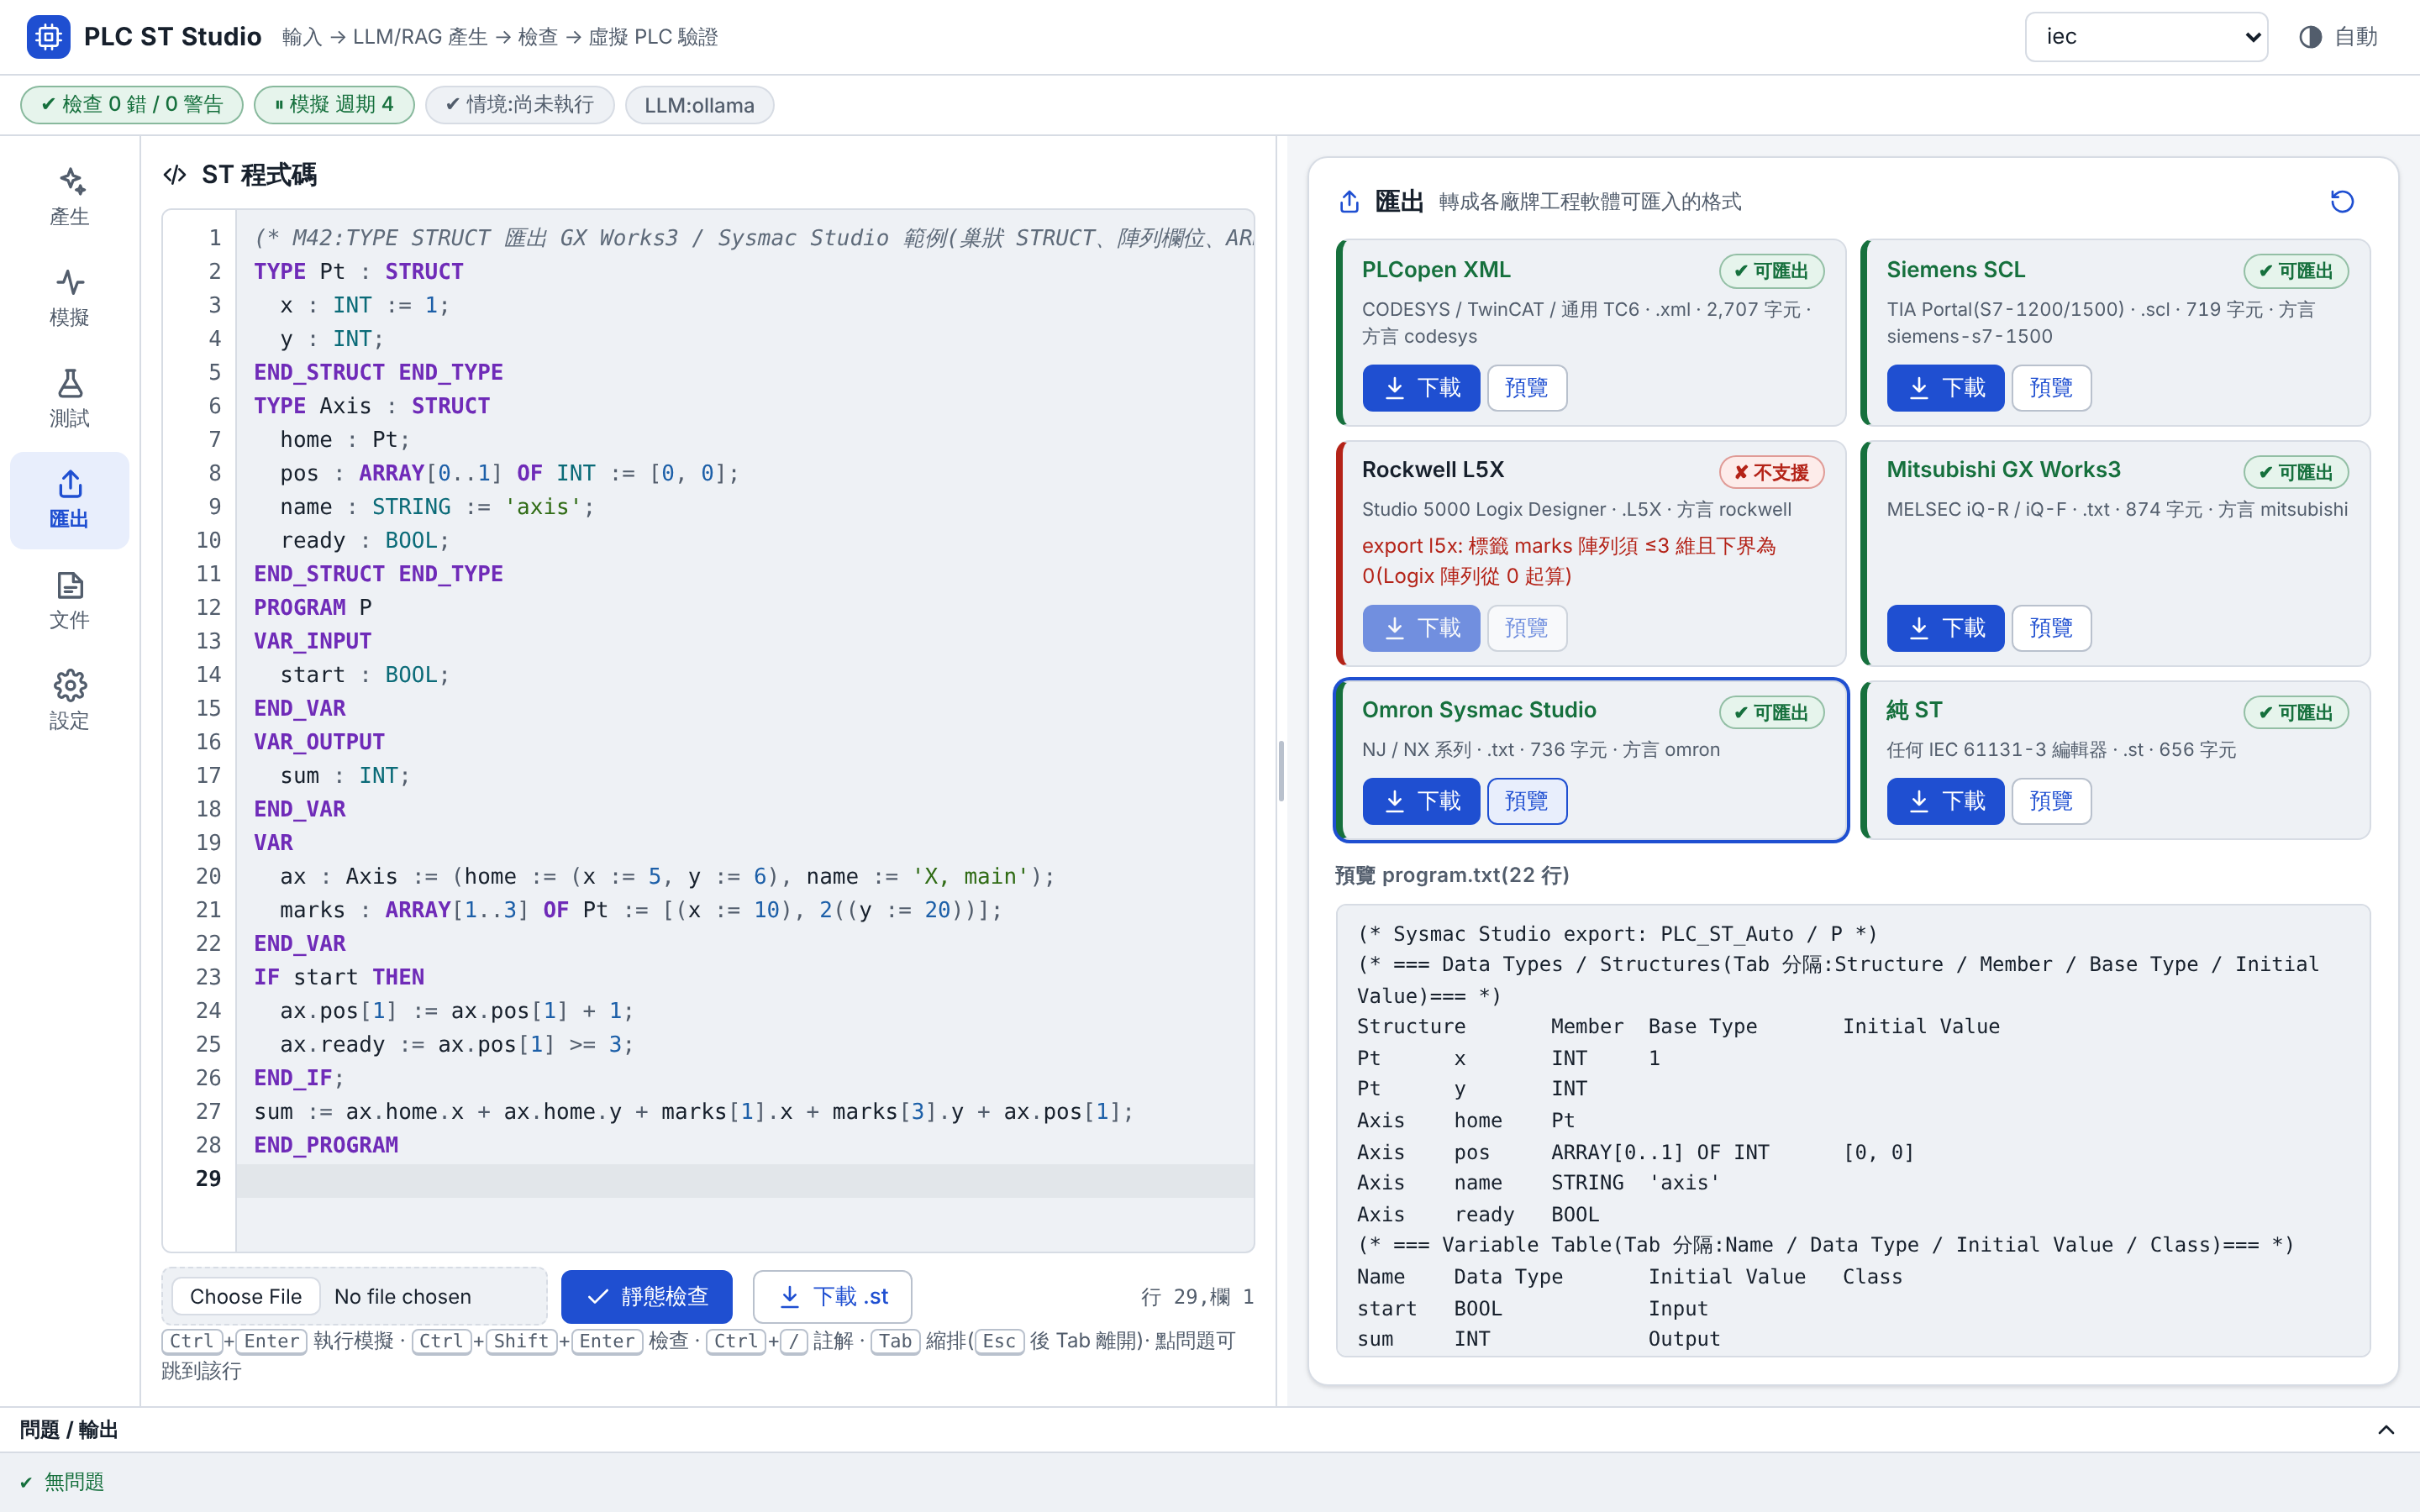 PLC ST Studio 輸入 → LLM/RAG 產生 → 檢查 → 虛擬 PLC 驗證
iec
自動
✔ 檢查 0 錯 / 0 警告
⏸ 模擬 週期 4
✔ 情境:尚未執行
LLM:ollama
產生
模擬
測試
匯出
文件
設定
ST 程式碼
1 (* M42:TYPE STRUCT 匯出 GX Works3 / Sysmac Studio 範例(巢狀 STRUCT、陣列欄位、
2 TYPE Pt : STRUCT
3 x : INT := 1;
4 y : INT;
5 END_STRUCT END_TYPE
6 TYPE Axis : STRUCT
7 home : Pt;
8 pos : ARRAY[0..1] OF INT := [0, 0];
9 name : STRING := 'axis';
10 ready : BOOL;
11 END_STRUCT END_TYPE
12 PROGRAM P
13 VAR_INPUT
14 start : BOOL;
15 END_VAR
16 VAR_OUTPUT
17 sum : INT;
18 END_VAR
19 VAR
20 ax : Axis := (home := (x := 5, y := 6), name := 'X, main');
21 marks : ARRAY[1..3] OF Pt := [(x := 10), 2((y := 20))];
22 END_VAR
23 IF start THEN
24 ax.pos[1] := ax.pos[1] + 1;
25 ax.ready := ax.pos[1] >= 3;
26 END_IF;
27 sum := ax.home.x + ax.home.y + marks[1].x + marks[3].y + ax.pos[1];
28 END_PROGRAM
29
Choose File No file chosen
靜態檢查
下載 .st
行 29,欄 1
Ctrl+Enter 執行模擬 · Ctrl+Shift+Enter 檢查 · Ctrl+/ 註解 · Tab 縮排(Esc 後 Tab 離開)· 點問題可
跳到該行
匯出 轉成各廠牌工程軟體可匯入的格式
PLCopen XML
✔ 可匯出
CODESYS / TwinCAT / 通用 TC6 · .xml · 2,707 字元 ·
方言 codesys
下載 預覽
Siemens SCL
✔ 可匯出
TIA Portal(S7-1200/1500) · .scl · 719 字元 · 方言
siemens-s7-1500
下載 預覽
Rockwell L5X
✘ 不支援
Studio 5000 Logix Designer · .L5X · 方言 rockwell
export l5x: 標籤 marks 陣列須 ≤3 維且下界為
0(Logix 陣列從 0 起算)
下載 預覽
Mitsubishi GX Works3
✔ 可匯出
MELSEC iQ-R / iQ-F · .txt · 874 字元 · 方言 mitsubishi
下載 預覽
Omron Sysmac Studio
✔ 可匯出
NJ / NX 系列 · .txt · 736 字元 · 方言 omron
下載 預覽
純 ST
✔ 可匯出
任何 IEC 61131-3 編輯器 · .st · 656 字元
下載 預覽
預覽 program.txt(22 行)
(* Sysmac Studio export: PLC_ST_Auto / P *)
(* === Data Types / Structures(Tab 分隔:Structure / Member / Base Type / Initial
Value)=== *)
Structure Member Base Type Initial Value
Pt x INT 1
Pt y INT
Axis home Pt
Axis pos ARRAY[0..1] OF INT [0, 0]
Axis name STRING 'axis'
Axis ready BOOL
(* === Variable Table(Tab 分隔:Name / Data Type / Initial Value / Class)=== *)
Name Data Type Initial Value Class
start BOOL Input
sum INT Output
問題 / 輸出
✔ 無問題